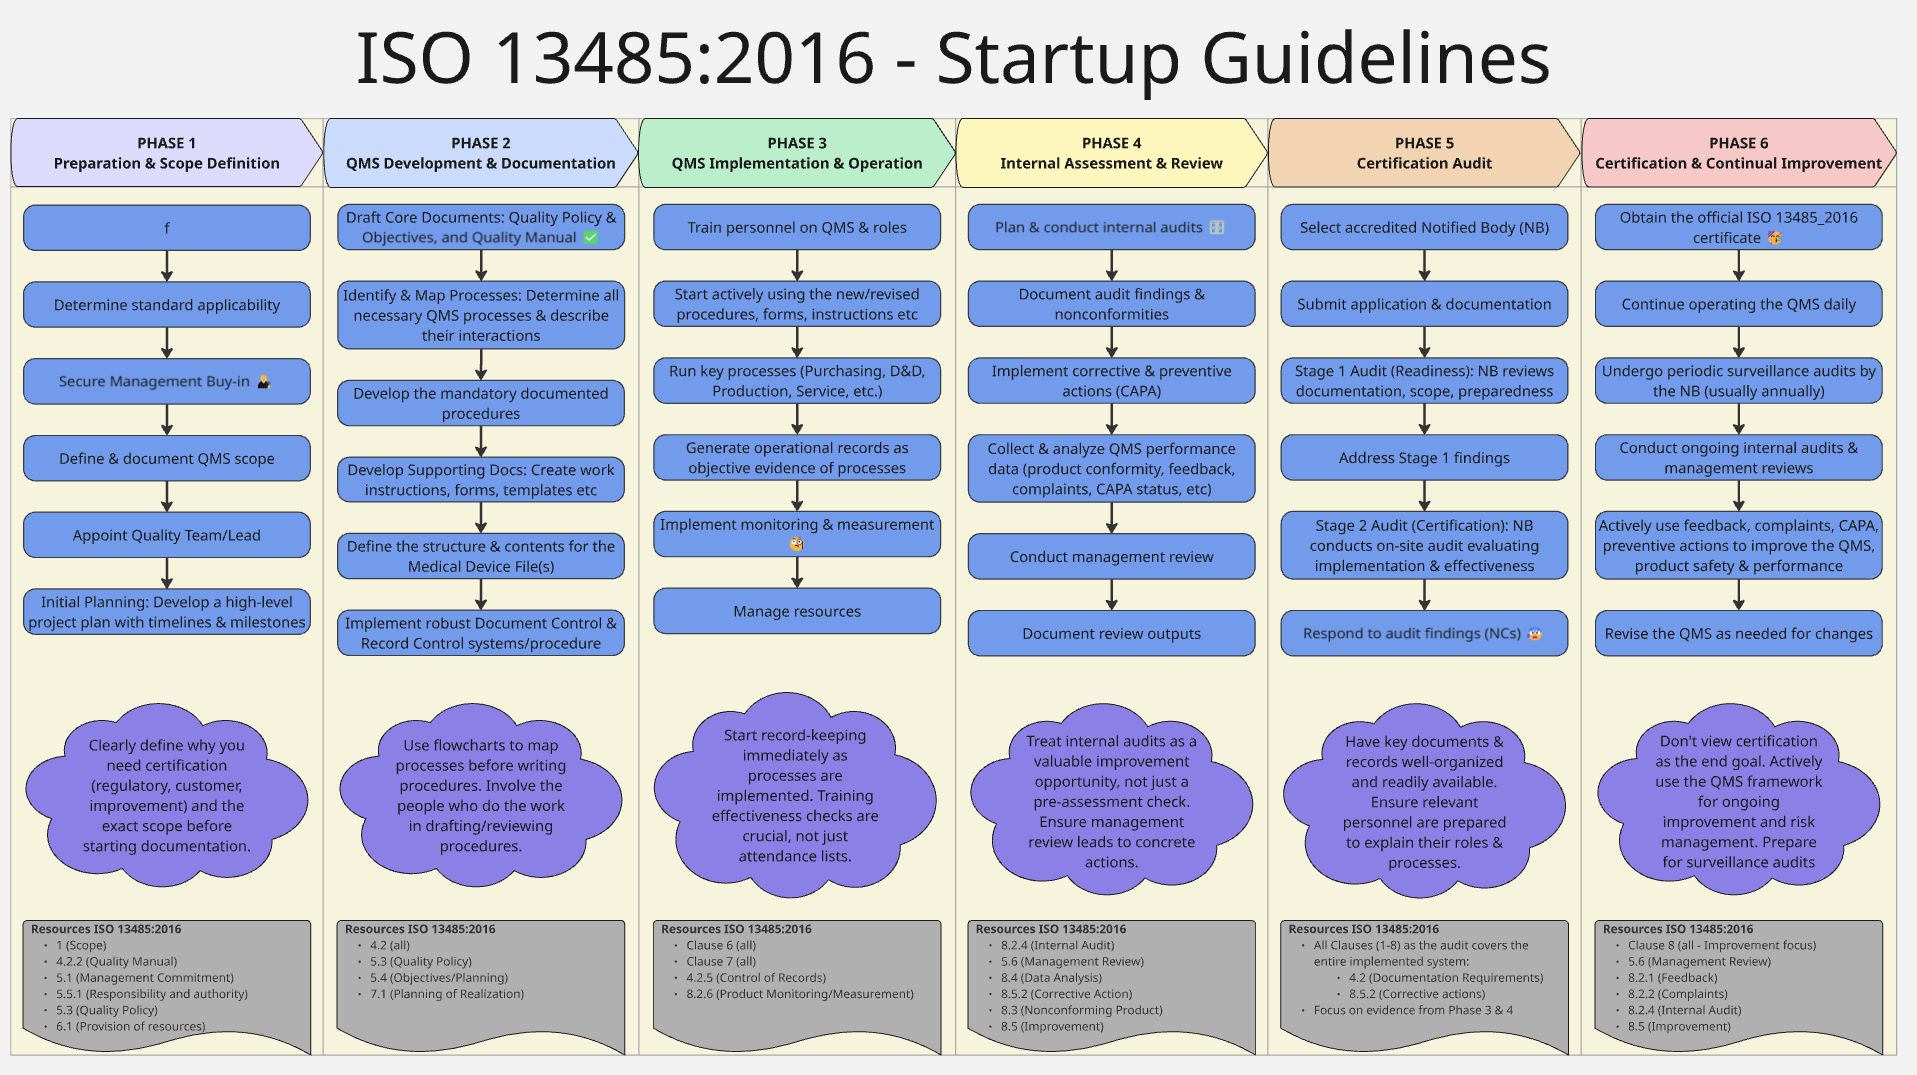 ISO 13485:2016 - Startup Guidelines
PHASE 1
Preparation & Scope Definition
f
Determine standard applicability
Secure Management Buy-in 🤵
Define & document QMS scope
Appoint Quality Team/Lead
Initial Planning: Develop a high-level
project plan with timelines & milestones
Clearly define why you
need certification
(regulatory, customer,
improvement) and the
exact scope before
starting documentation.
Resources ISO 13485:2016
• 1 (Scope)
• 4.2.2 (Quality Manual)
• 5.1 (Management Commitment)
• 5.5.1 (Responsibility and authority)
• 5.3 (Quality Policy)
• 6.1 (Provision of resources)
PHASE 2
QMS Development & Documentation
Draft Core Documents: Quality Policy &
Objectives, and Quality Manual ✅
Identify & Map Processes: Determine all
necessary QMS processes & describe
their interactions
Develop the mandatory documented
procedures
Develop Supporting Docs: Create work
instructions, forms, templates etc
Define the structure & contents for the
Medical Device File(s)
Implement robust Document Control &
Record Control systems/procedure
Use flowcharts to map
processes before writing
procedures. Involve the
people who do the work
in drafting/reviewing
procedures.
Resources ISO 13485:2016
• 4.2 (all)
• 5.3 (Quality Policy)
• 5.4 (Objectives/Planning)
• 7.1 (Planning of Realization)
PHASE 3
QMS Implementation & Operation
Train personnel on QMS & roles
Start actively using the new/revised
procedures, forms, instructions etc
Run key processes (Purchasing, D&D,
Production, Service, etc.)
Generate operational records as
objective evidence of processes
Implement monitoring & measurement
🧐
Manage resources
Start record-keeping
immediately as
processes are
implemented. Training
effectiveness checks are
crucial, not just
attendance lists.
Resources ISO 13485:2016
• Clause 6 (all)
• Clause 7 (all)
• 4.2.5 (Control of Records)
• 8.2.6 (Product Monitoring/Measurement)
PHASE 4
Internal Assessment & Review
Plan & conduct internal audits
Document audit findings &
nonconformities
Implement corrective & preventive
actions (CAPA)
Collect & analyze QMS performance
data (product conformity, feedback,
complaints, CAPA status, etc)
Conduct management review
Document review outputs
Treat internal audits as a
valuable improvement
opportunity, not just a
pre-assessment check.
Ensure management
review leads to concrete
actions.
Resources ISO 13485:2016
• 8.2.4 (Internal Audit)
• 5.6 (Management Review)
• 8.4 (Data Analysis)
• 8.5.2 (Corrective Action)
• 8.3 (Nonconforming Product)
• 8.5 (Improvement)
PHASE 5
Certification Audit
Select accredited Notified Body (NB)
Submit application & documentation
Stage 1 Audit (Readiness): NB reviews
documentation, scope, preparedness
Address Stage 1 findings
Stage 2 Audit (Certification): NB
conducts on-site audit evaluating
implementation & effectiveness
Respond to audit findings (NCs) 😰
Have key documents &
records well-organized
and readily available.
Ensure relevant
personnel are prepared
to explain their roles &
processes.
Resources ISO 13485:2016
• All Clauses (1-8) as the audit covers the
entire implemented system:
• 4.2 (Documentation Requirements)
• 8.5.2 (Corrective actions)
• Focus on evidence from Phase 3 & 4
PHASE 6
Certification & Continual Improvement
Obtain the official ISO 13485_2016
certificate 🥳
Continue operating the QMS daily
Undergo periodic surveillance audits by
the NB (usually annually)
Conduct ongoing internal audits &
management reviews
Actively use feedback, complaints, CAPA,
preventive actions to improve the QMS,
product safety & performance
Revise the QMS as needed for changes
Don't view certification
as the end goal. Actively
use the QMS framework
for ongoing
improvement and risk
management. Prepare
for surveillance audits
Resources ISO 13485:2016
• Clause 8 (all - Improvement focus)
• 5.6 (Management Review)
• 8.2.1 (Feedback)
• 8.2.2 (Complaints)
• 8.2.4 (Internal Audit)
• 8.5 (Improvement)